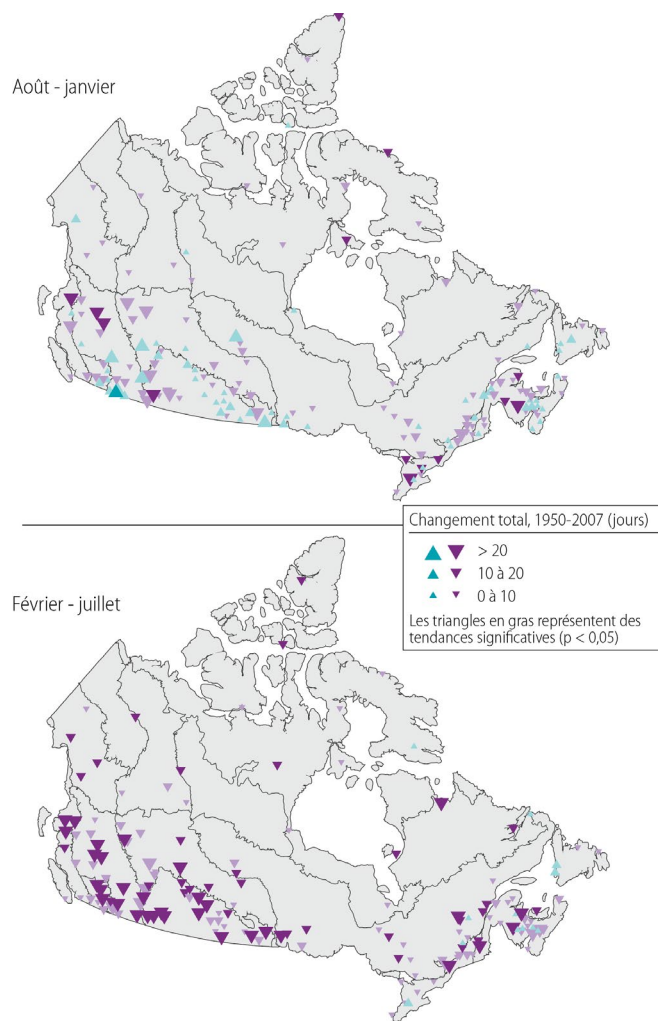 Août - janvier
Changement total, 1950-2007 (jours)
> 20
10 à 20
0 à 10
Les triangles en gras représentent des
tendances significatives (p < 0,05)
Février - juillet